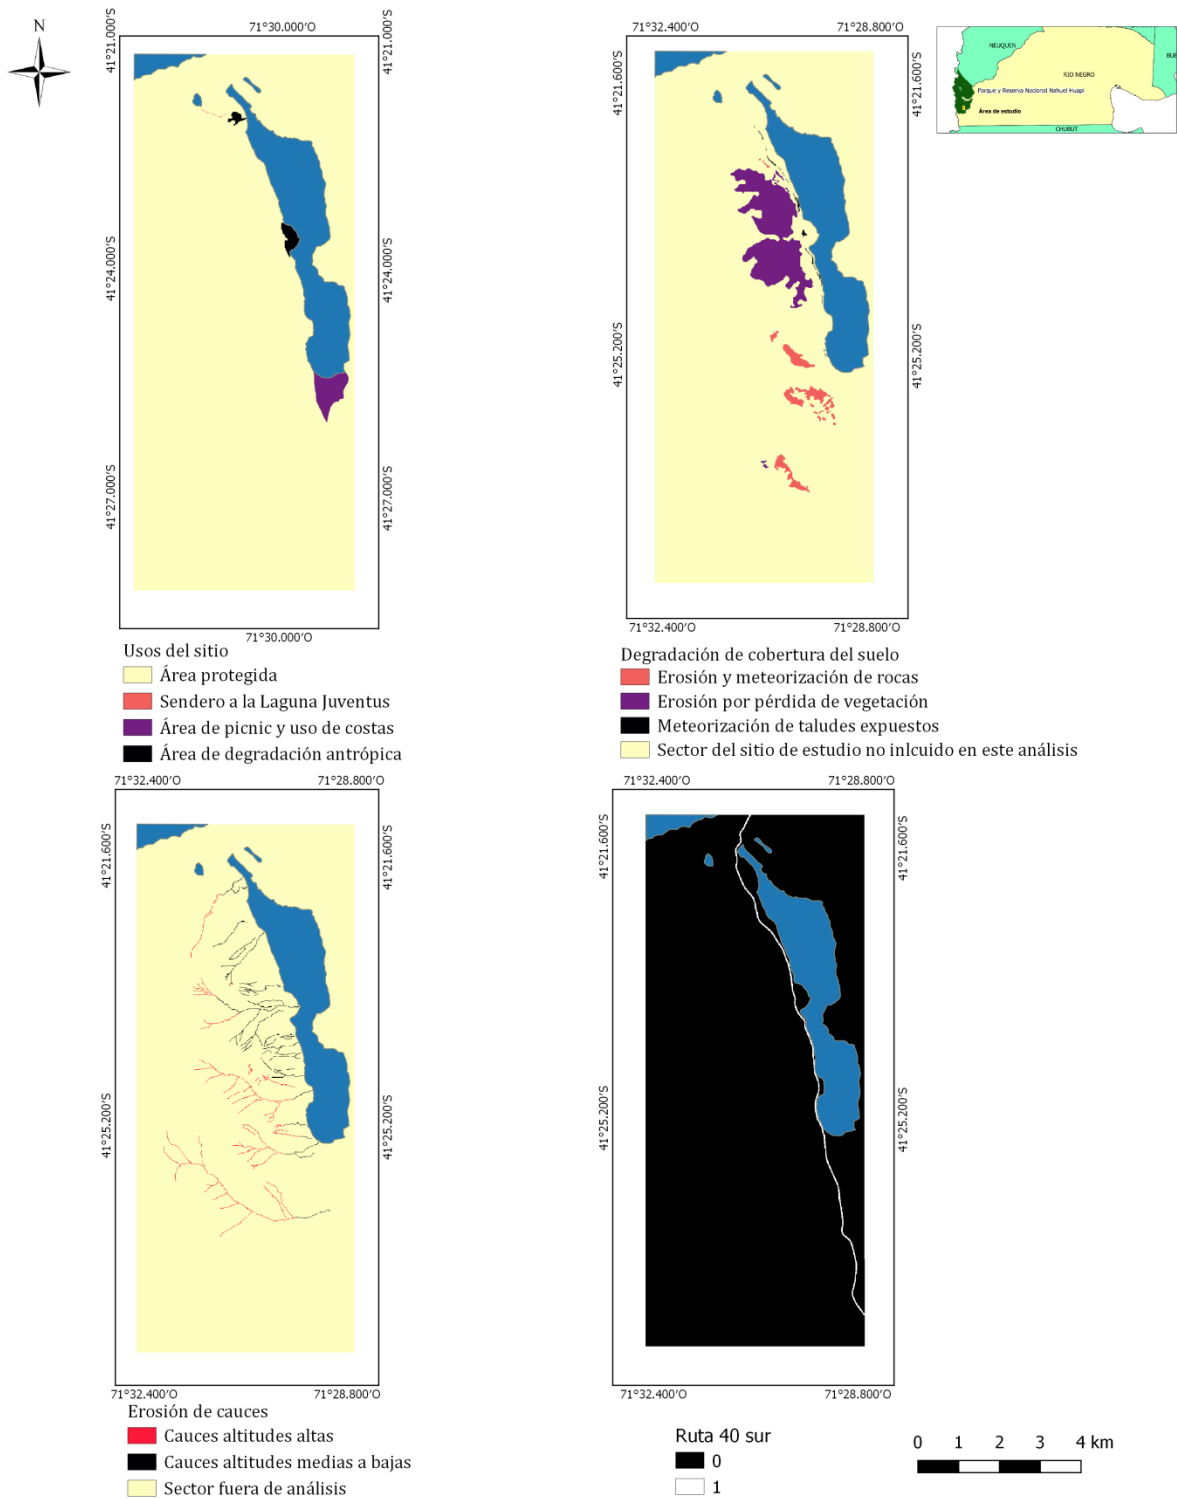 N
71°30.000'O
41°21.000'S
41°21.000'S
41°24.000'S
41°24.000'S
41°27.000'S
41°27.000'S
71°30.000'O
Usos del sitio
Área protegida
Sendero a la Laguna Juventus
Área de picnic y uso de costas
Área de degradación antrópica
71°32.400'O
71°28.800'O
41°21.600'S
41°21.600'S
41°25.200'S
41°25.200'S
71°32.400'O
71°28.800'O
Degradación de cobertura del suelo
Erosión y meteorización de rocas
Erosión por pérdida de vegetación
Meteorización de taludes expuestos
Sector del sitio de estudio no inlcuido en este análisis
NEUQUEN
BUE
RIO NEGRO
Parque y Reserva Nacional Nahuel Huapi
Área de estudio
CHUBUT
71°32.400'O
71°28.800'O
41°21.600'S
41°21.600'S
41°25.200'S
41°25.200'S
71°32.400'O
71°28.800'O
Erosión de cauces
Cauces altitudes altas
Cauces altitudes medias a bajas
Sector fuera de análisis
71°32.400'O
71°28.800'O
41°21.600'S
41°21.600'S
41°25.200'S
41°25.200'S
71°32.400'O
71°28.800'O
Ruta 40 sur
0
1
0 1 2 3 4 km